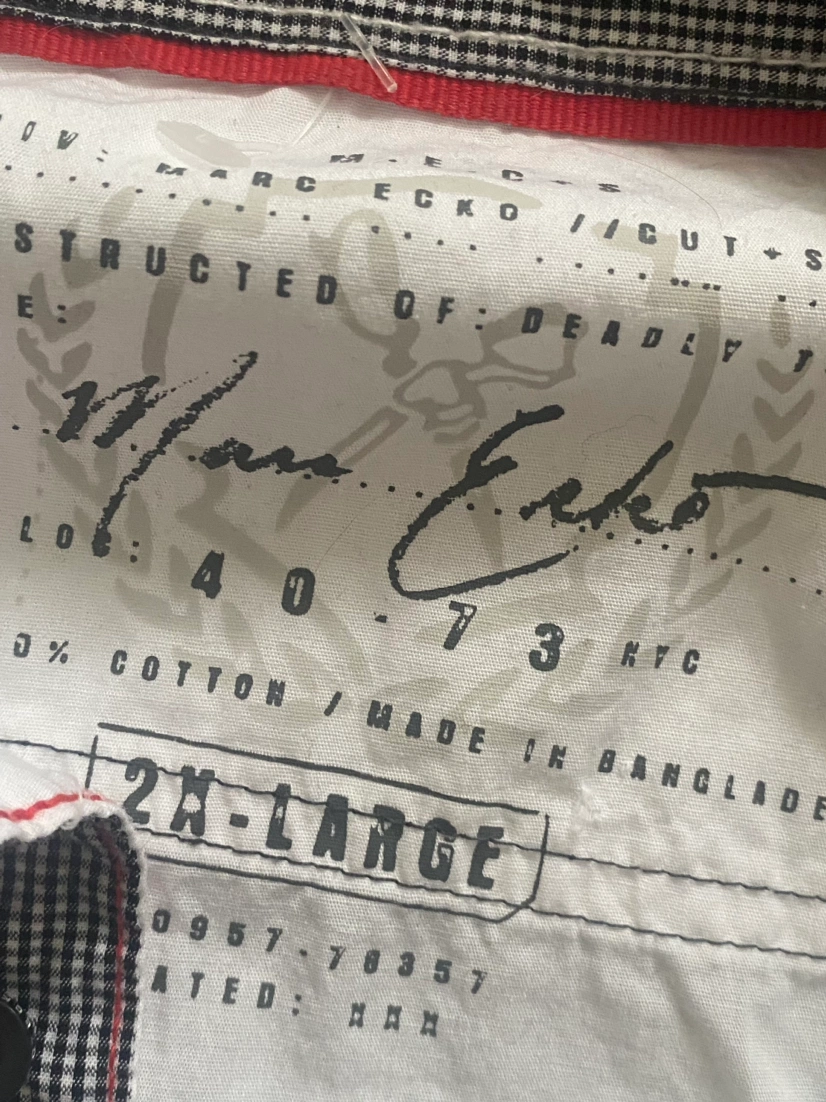 M-E-C+S
MARC ECKO //CUT+S
STRUCTED OF: DEADLY T
E:
Marc Ecko
LOC: 40-73 NYC
0% COTTON / MADE IN BANGLADE
2X-LARGE
0957.70357
ATED: XXX